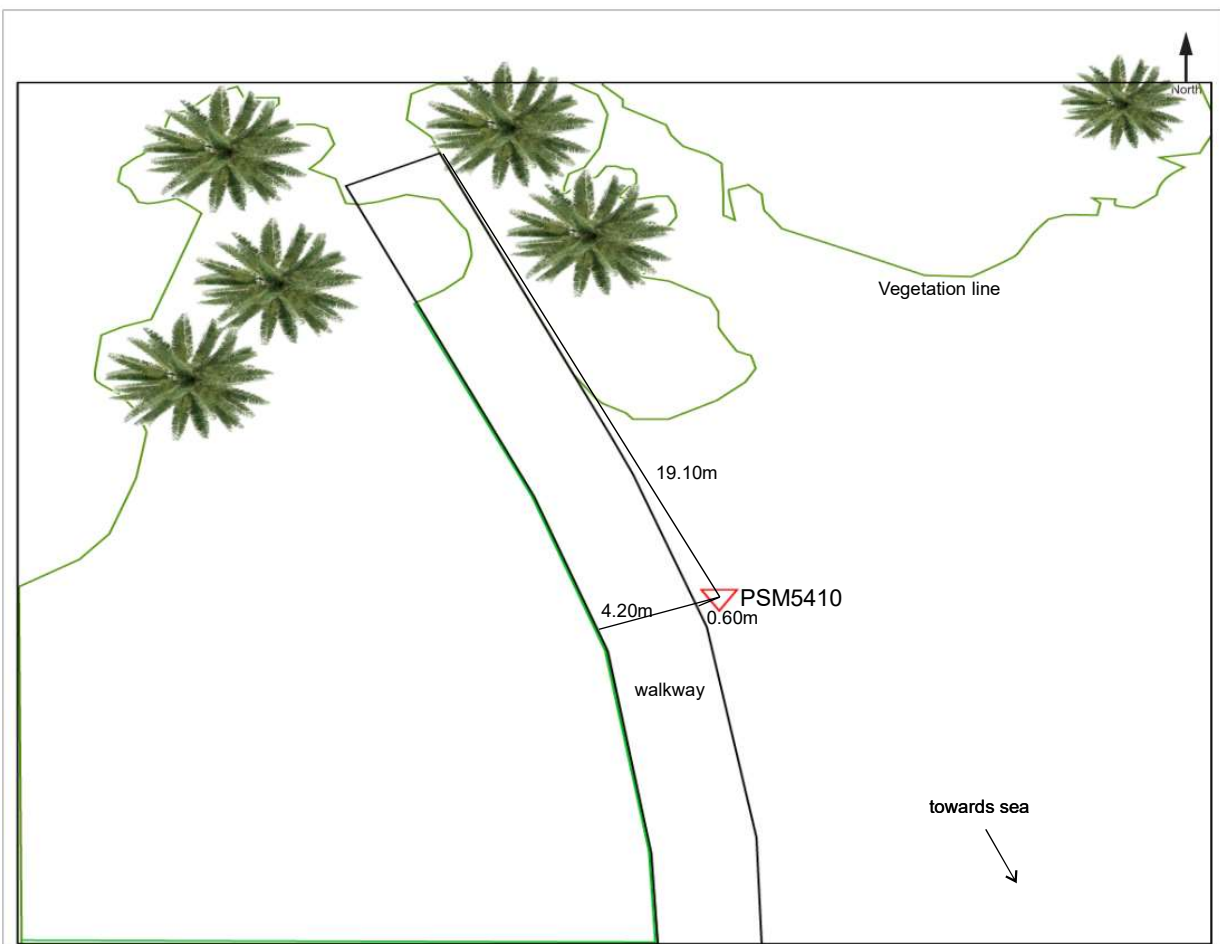 North
Vegetation line
19.10m
PSM5410
4.20m
0.60m
walkway
towards sea